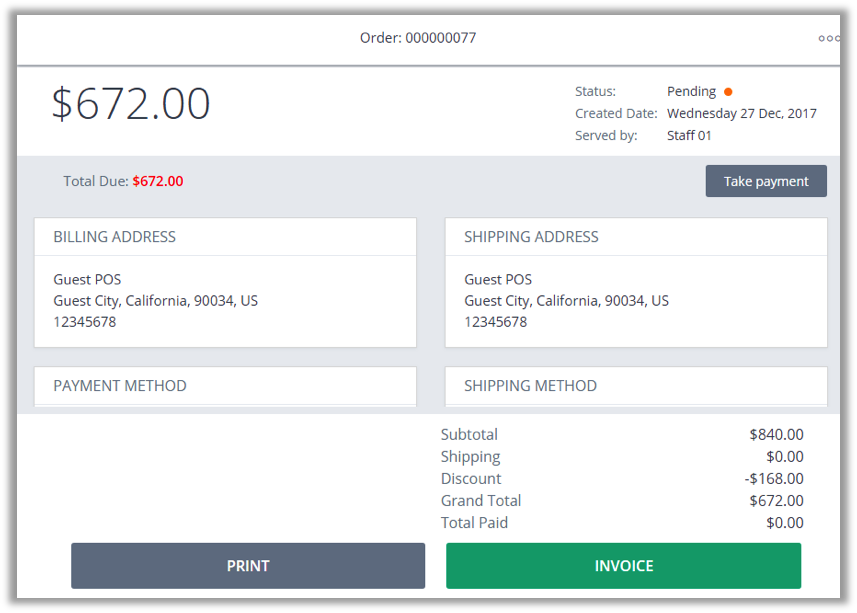 Order: 000000077
$672.00
Status: Pending
Created Date: Wednesday 27 Dec, 2017
Served by: Staff 01
Total Due: $672.00
Take payment
BILLING ADDRESS
Guest POS
Guest City, California, 90034, US
12345678
SHIPPING ADDRESS
Guest POS
Guest City, California, 90034, US
12345678
PAYMENT METHOD
SHIPPING METHOD
Subtotal $840.00
Shipping $0.00
Discount -$168.00
Grand Total $672.00
Total Paid $0.00
PRINT
INVOICE